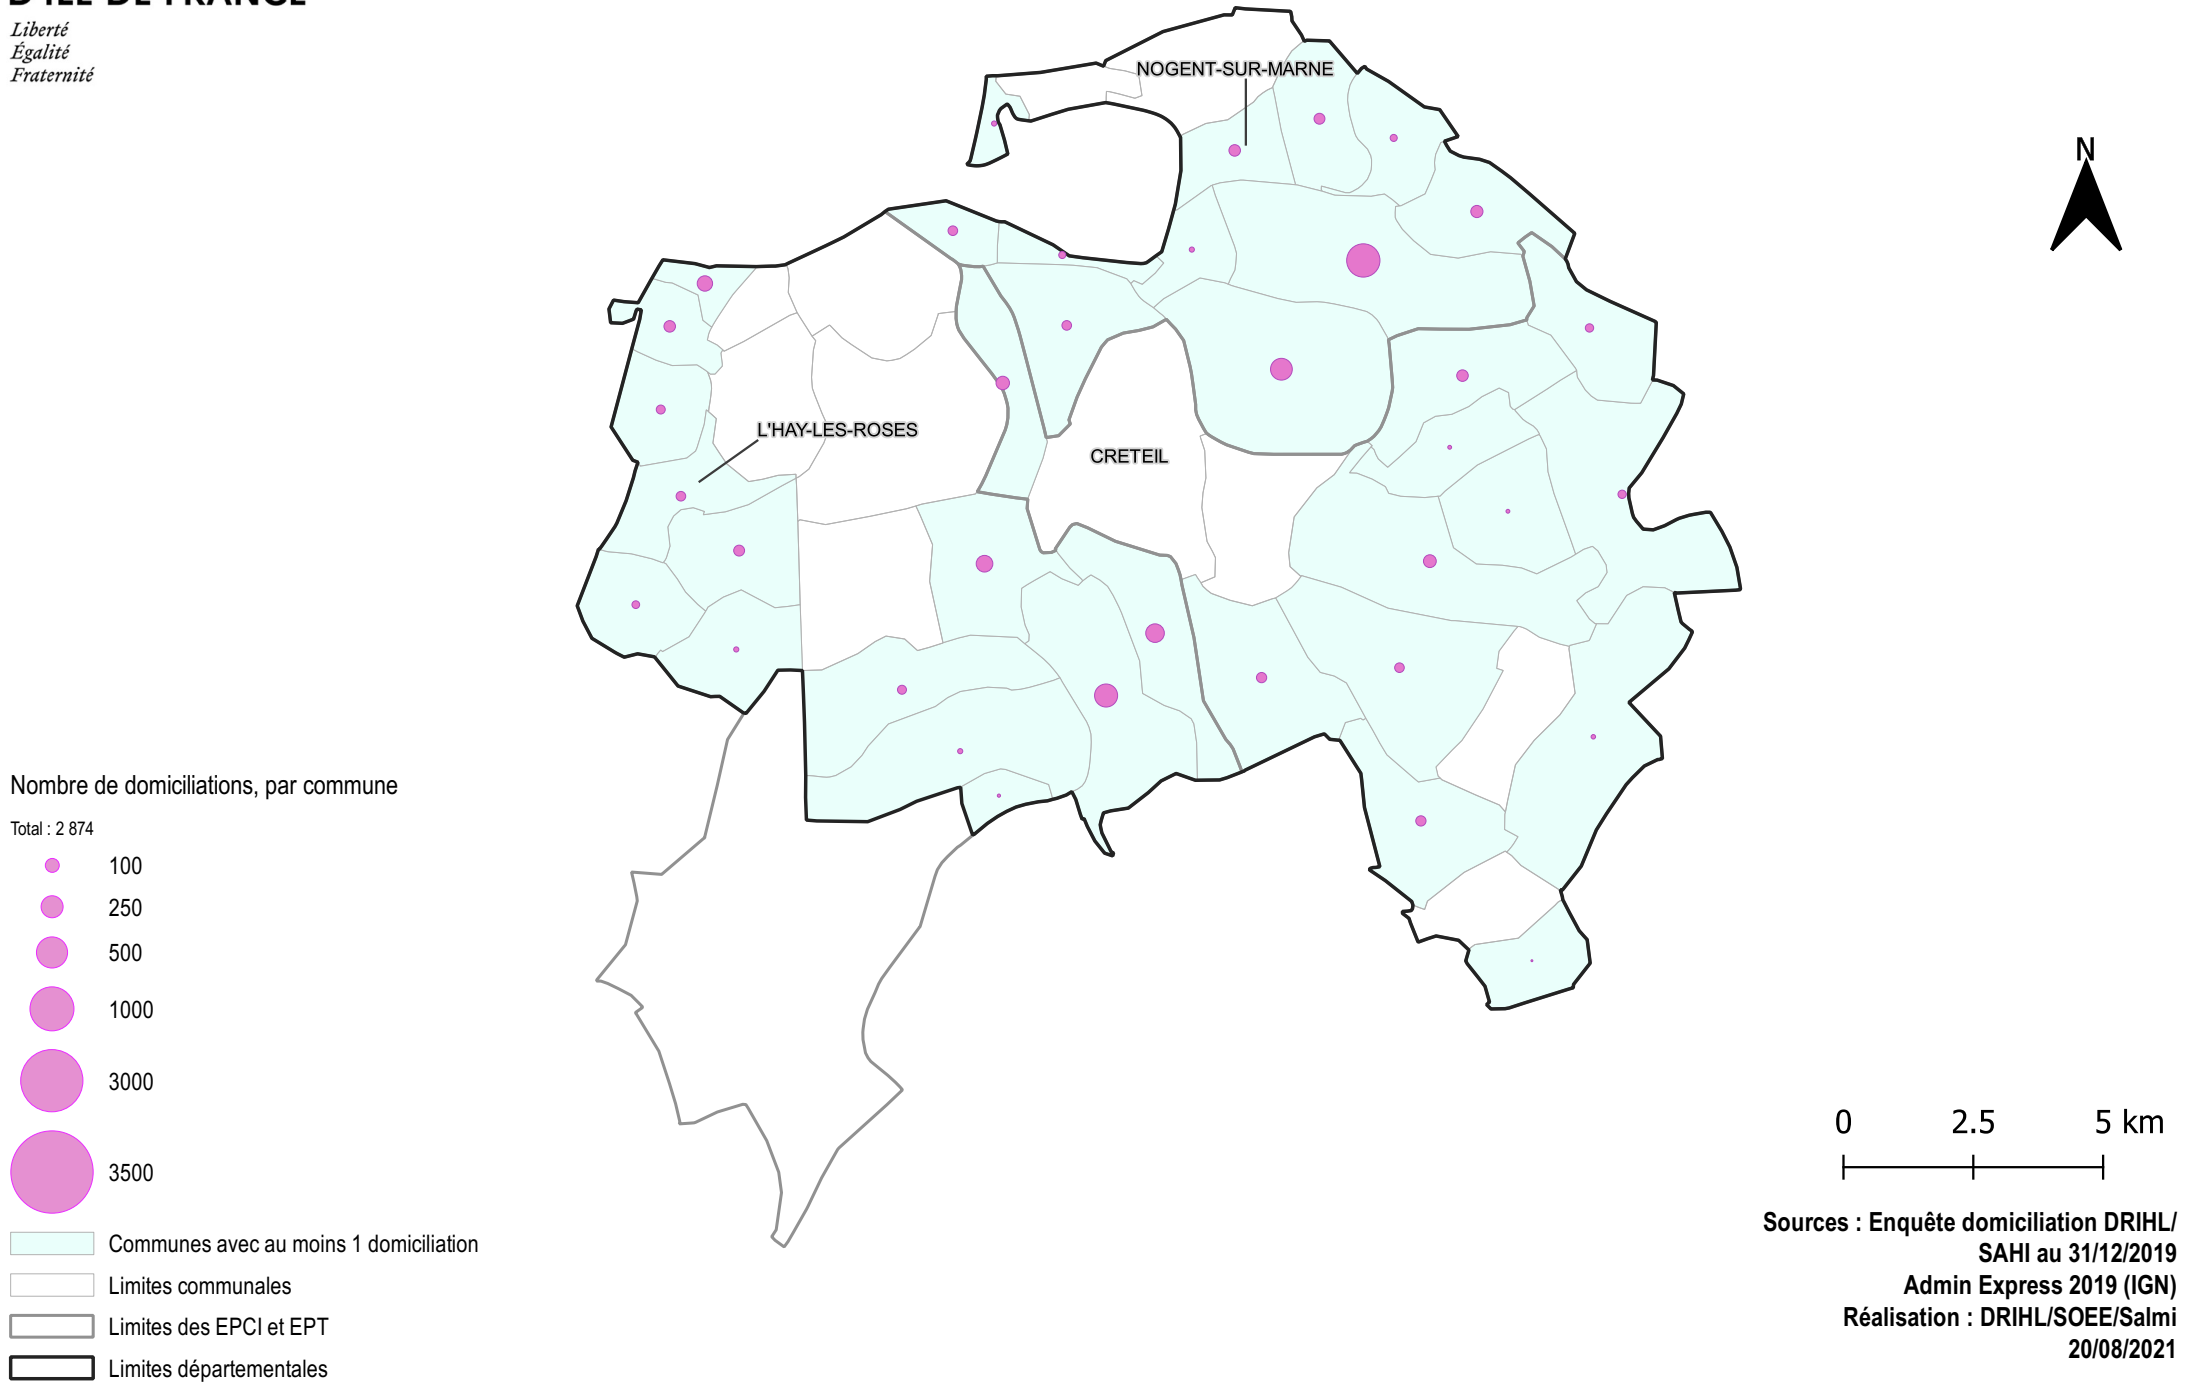 D'ILE-DE-FRANCE
Liberté
Égalité
Fraternité
NOGENT-SUR-MARNE
N
L'HAY-LES-ROSES
CRETEIL
Nombre de domiciliations, par commune
Total : 2 874
100
250
500
1000
3000
3500
Communes avec au moins 1 domiciliation
Limites communales
Limites des EPCI et EPT
Limites départementales
0 2.5 5 km
Sources : Enquête domiciliation DRIHL/
SAHI au 31/12/2019
Admin Express 2019 (IGN)
Réalisation : DRIHL/SOEE/Salmi
20/08/2021